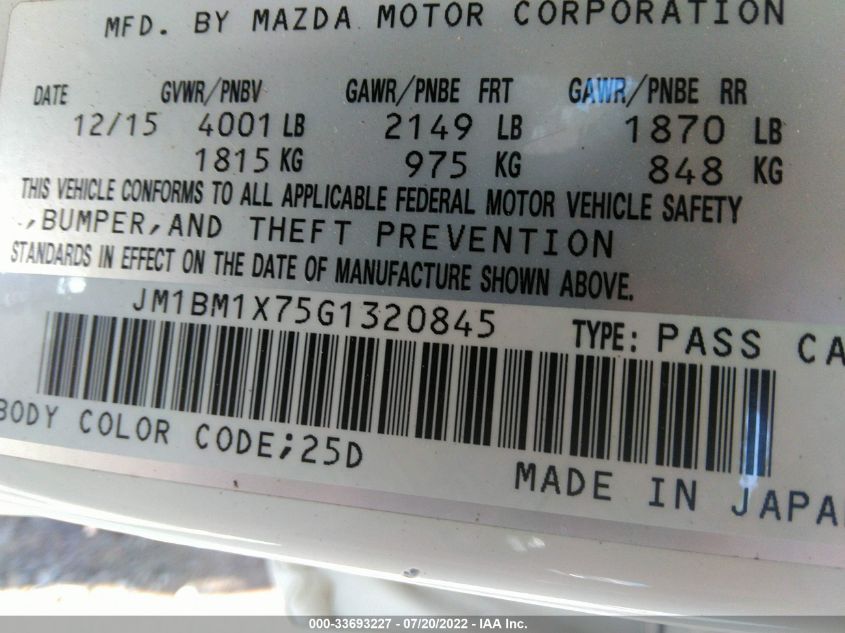 MFD. BY MAZDA MOTOR CORPORATION
DATE GVWR/PNBV GAWR/PNBE FRT GAWR/PNBE RR
12/15 4001 LB 2149 LB 1870 LB
1815 KG 975 KG 848 KG
THIS VEHICLE CONFORMS TO ALL APPLICABLE FEDERAL MOTOR VEHICLE SAFETY
,BUMPER,AND THEFT PREVENTION
STANDARDS IN EFFECT ON THE DATE OF MANUFACTURE SHOWN ABOVE.
JM1BM1X75G1320845 TYPE: PASS CA
BODY COLOR CODE;25D
MADE IN JAPA
000-33693227 - 07/20/2022 - IAA Inc.